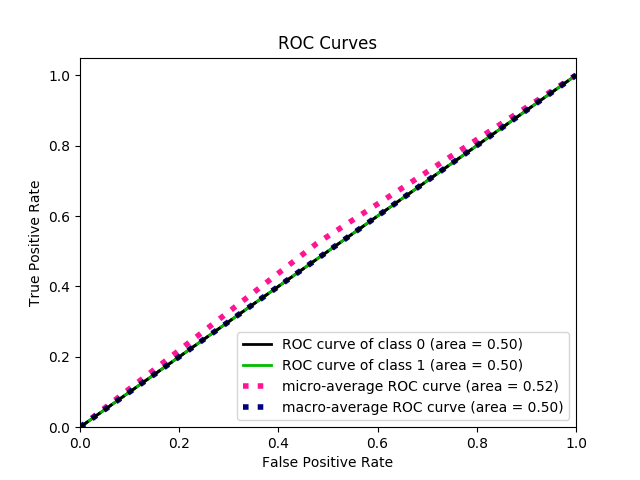 ROC Curves
1.0
0.8
0.6
0.4
0.2
0.0
True Positive Rate
ROC curve of class 0 (area = 0.50)
ROC curve of class 1 (area = 0.50)
micro-average ROC curve (area = 0.52)
macro-average ROC curve (area = 0.50)
0.0 0.2 0.4 0.6 0.8 1.0
False Positive Rate